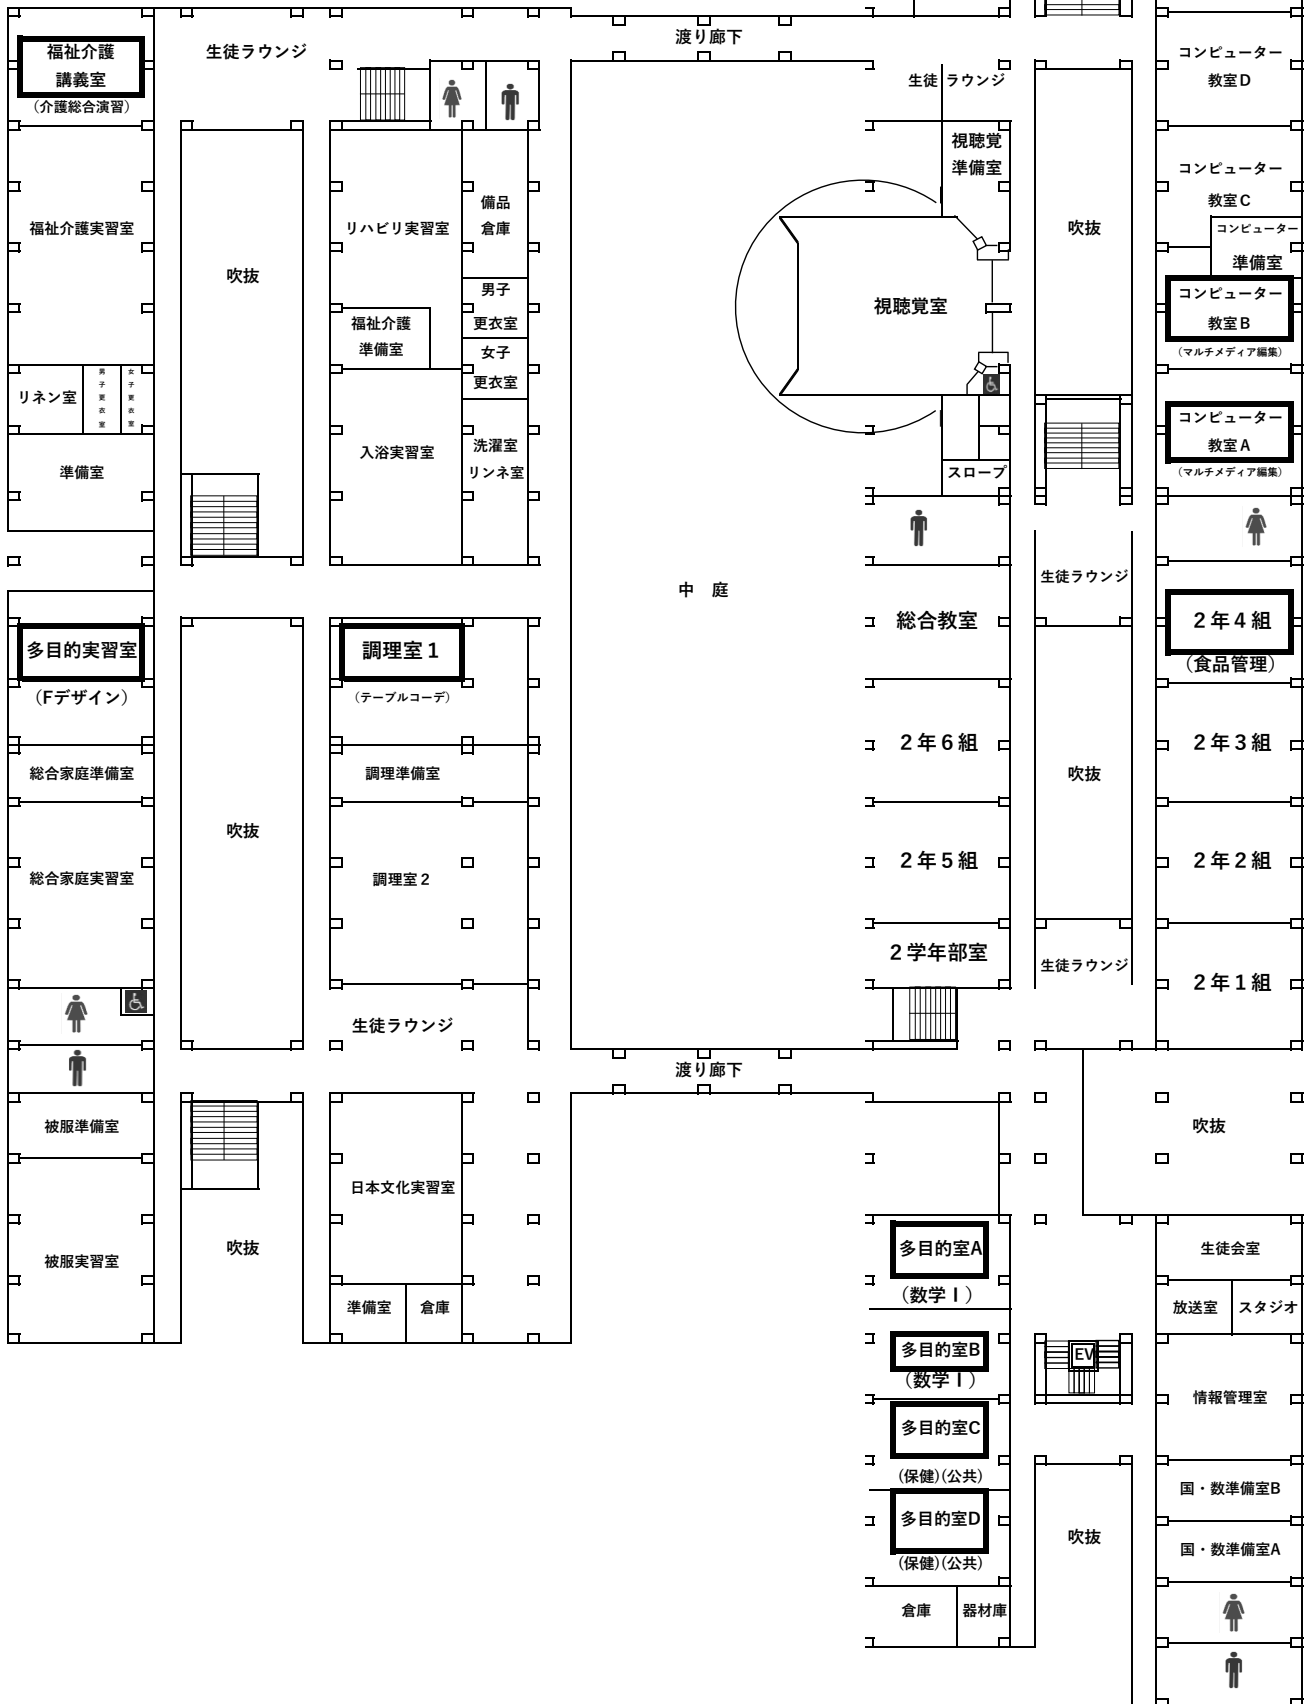 福祉介護
講義室
（介護総合演習）
生徒ラウンジ
渡り廊下
生徒 ラウンジ
コンピューター
教室D
視聴覚
準備室
コンピューター
教室C
コンピューター
準備室
福祉介護実習室
吹抜
リハビリ実習室
備品
倉庫
男子
更衣室
女子
更衣室
福祉介護
準備室
視聴覚室
吹抜
コンピューター
教室B
（マルチメディア編集）
リネン室
男子更衣室
女子更衣室
準備室
入浴実習室
洗濯室
リンネ室
スロープ
コンピューター
教室A
（マルチメディア編集）
中　庭
生徒ラウンジ
多目的実習室
（Fデザイン）
調理室１
（テーブルコーデ）
総合教室
２年４組
（食品管理）
総合家庭準備室
調理準備室
２年６組
吹抜
２年３組
吹抜
総合家庭実習室
調理室２
２年５組
２年２組
２学年部室
生徒ラウンジ
２年１組
生徒ラウンジ
渡り廊下
被服準備室
吹抜
日本文化実習室
被服実習室
吹抜
準備室
倉庫
多目的室A
（数学Ⅰ）
生徒会室
放送室
スタジオ
多目的室B
（数学Ⅰ）
EV
情報管理室
多目的室C
(保健)(公共)
国・数準備室B
多目的室D
(保健)(公共)
吹抜
国・数準備室A
倉庫
器材庫